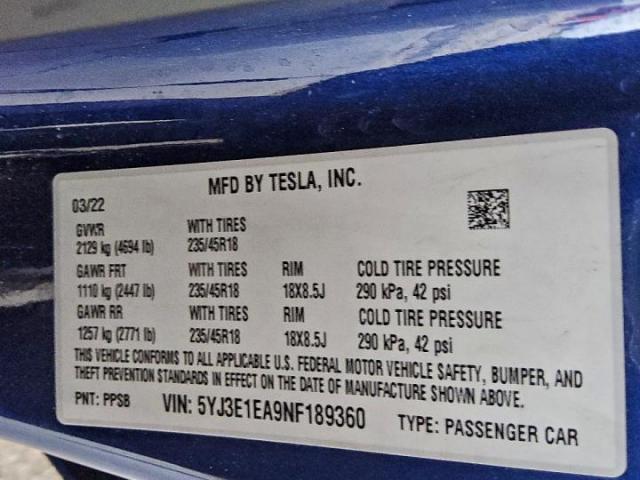 MFD BY TESLA, INC.
03/22
GVWR WITH TIRES
2129 kg (4694 lb) 235/45R18
GAWR FRT WITH TIRES RIM COLD TIRE PRESSURE
1110 kg (2447 lb) 235/45R18 18X8.5J 290 kPa, 42 psi
GAWR RR WITH TIRES RIM COLD TIRE PRESSURE
1257 kg (2771 lb) 235/45R18 18X8.5J 290 kPa, 42 psi
THIS VEHICLE CONFORMS TO ALL APPLICABLE U.S. FEDERAL MOTOR VEHICLE SAFETY, BUMPER, AND
THEFT PREVENTION STANDARDS IN EFFECT ON THE DATE OF MANUFACTURE SHOWN ABOVE.
PNT: PPSB VIN: 5YJ3E1EA9NF189360 TYPE: PASSENGER CAR